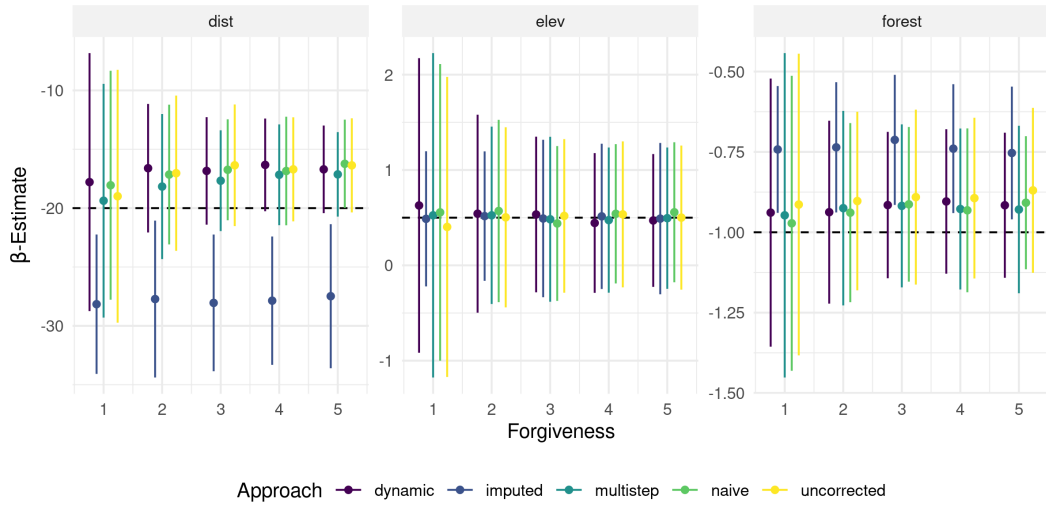 dist elev forest
β-Estimate
-10
-20
-30
2
1
0
-1
-0.50
-0.75
-1.00
-1.25
-1.50
1 2 3 4 5 1 2 3 4 5 1 2 3 4 5
Forgiveness
Approach dynamic imputed multistep naive uncorrected